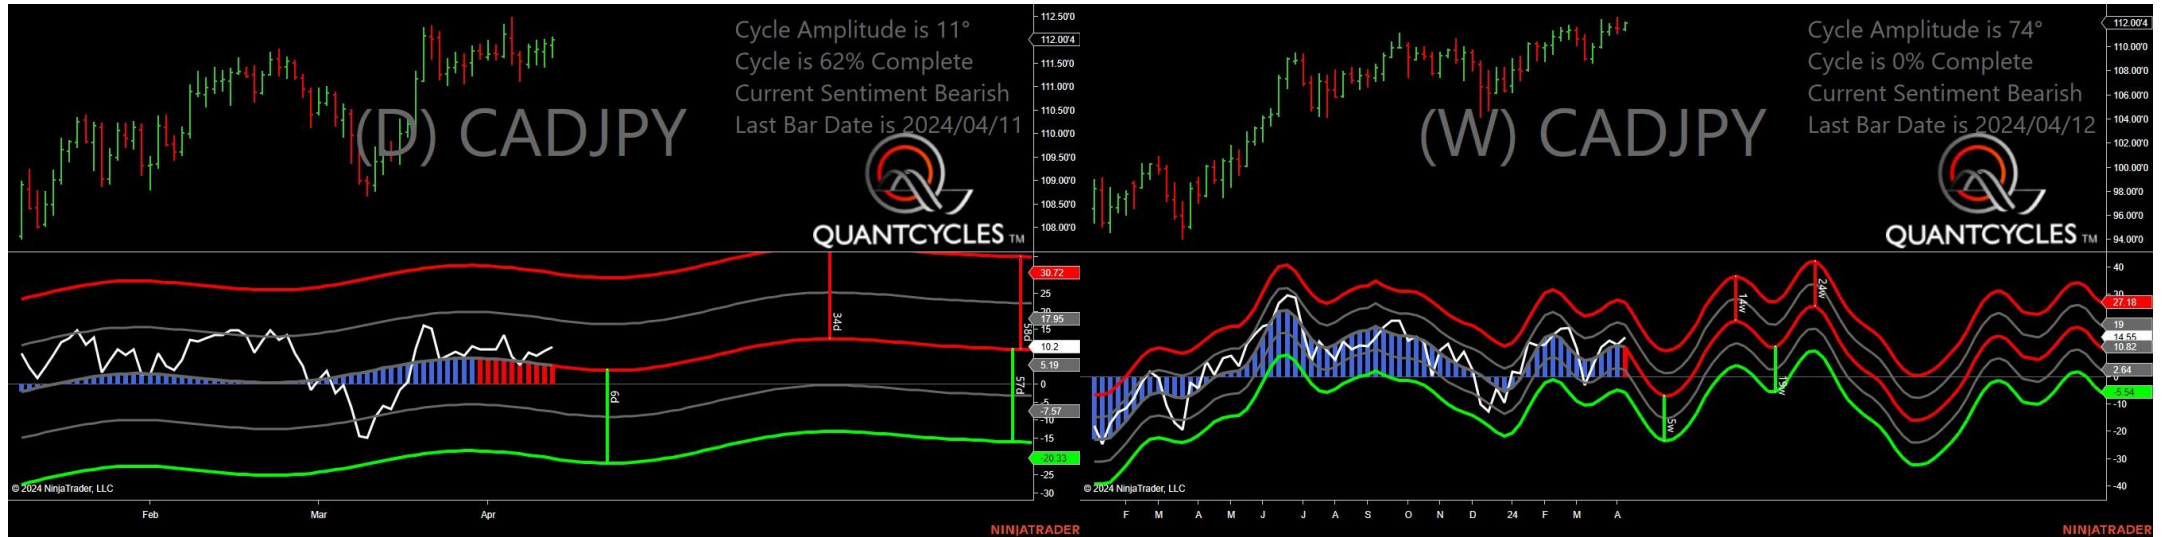 Cycle Amplitude is 11°
Cycle is 62% Complete
Current Sentiment Bearish
Last Bar Date is 2024/04/11
(D) CADJPY
QUANTCYCLES TM
112.50'0
112.00'4
111.50'0
111.00'0
110.50'0
110.00'0
109.50'0
109.00'0
108.50'0
108.00'0
30.72
25
17.95
15
10.2
5.19
0
-5
-7.57
-10
-15
-20.33
-25
-30
34d
58d
6d
57d
© 2024 NinjaTrader, LLC
Feb
Mar
Apr
NINJATRADER
Cycle Amplitude is 74°
Cycle is 0% Complete
Current Sentiment Bearish
Last Bar Date is 2024/04/12
(W) CADJPY
QUANTCYCLES TM
112.00'4
110.00'0
108.00'0
106.00'0
104.00'0
102.00'0
100.00'0
98.00'0
96.00'0
94.00'0
40
30
27.18
19
14.55
10.82
2.64
-5.54
-10
-20
-30
-40
14w
24w
5w
19w
© 2024 NinjaTrader, LLC
F
M
A
M
J
J
A
S
O
N
D
24
F
M
A
NINJATRADER